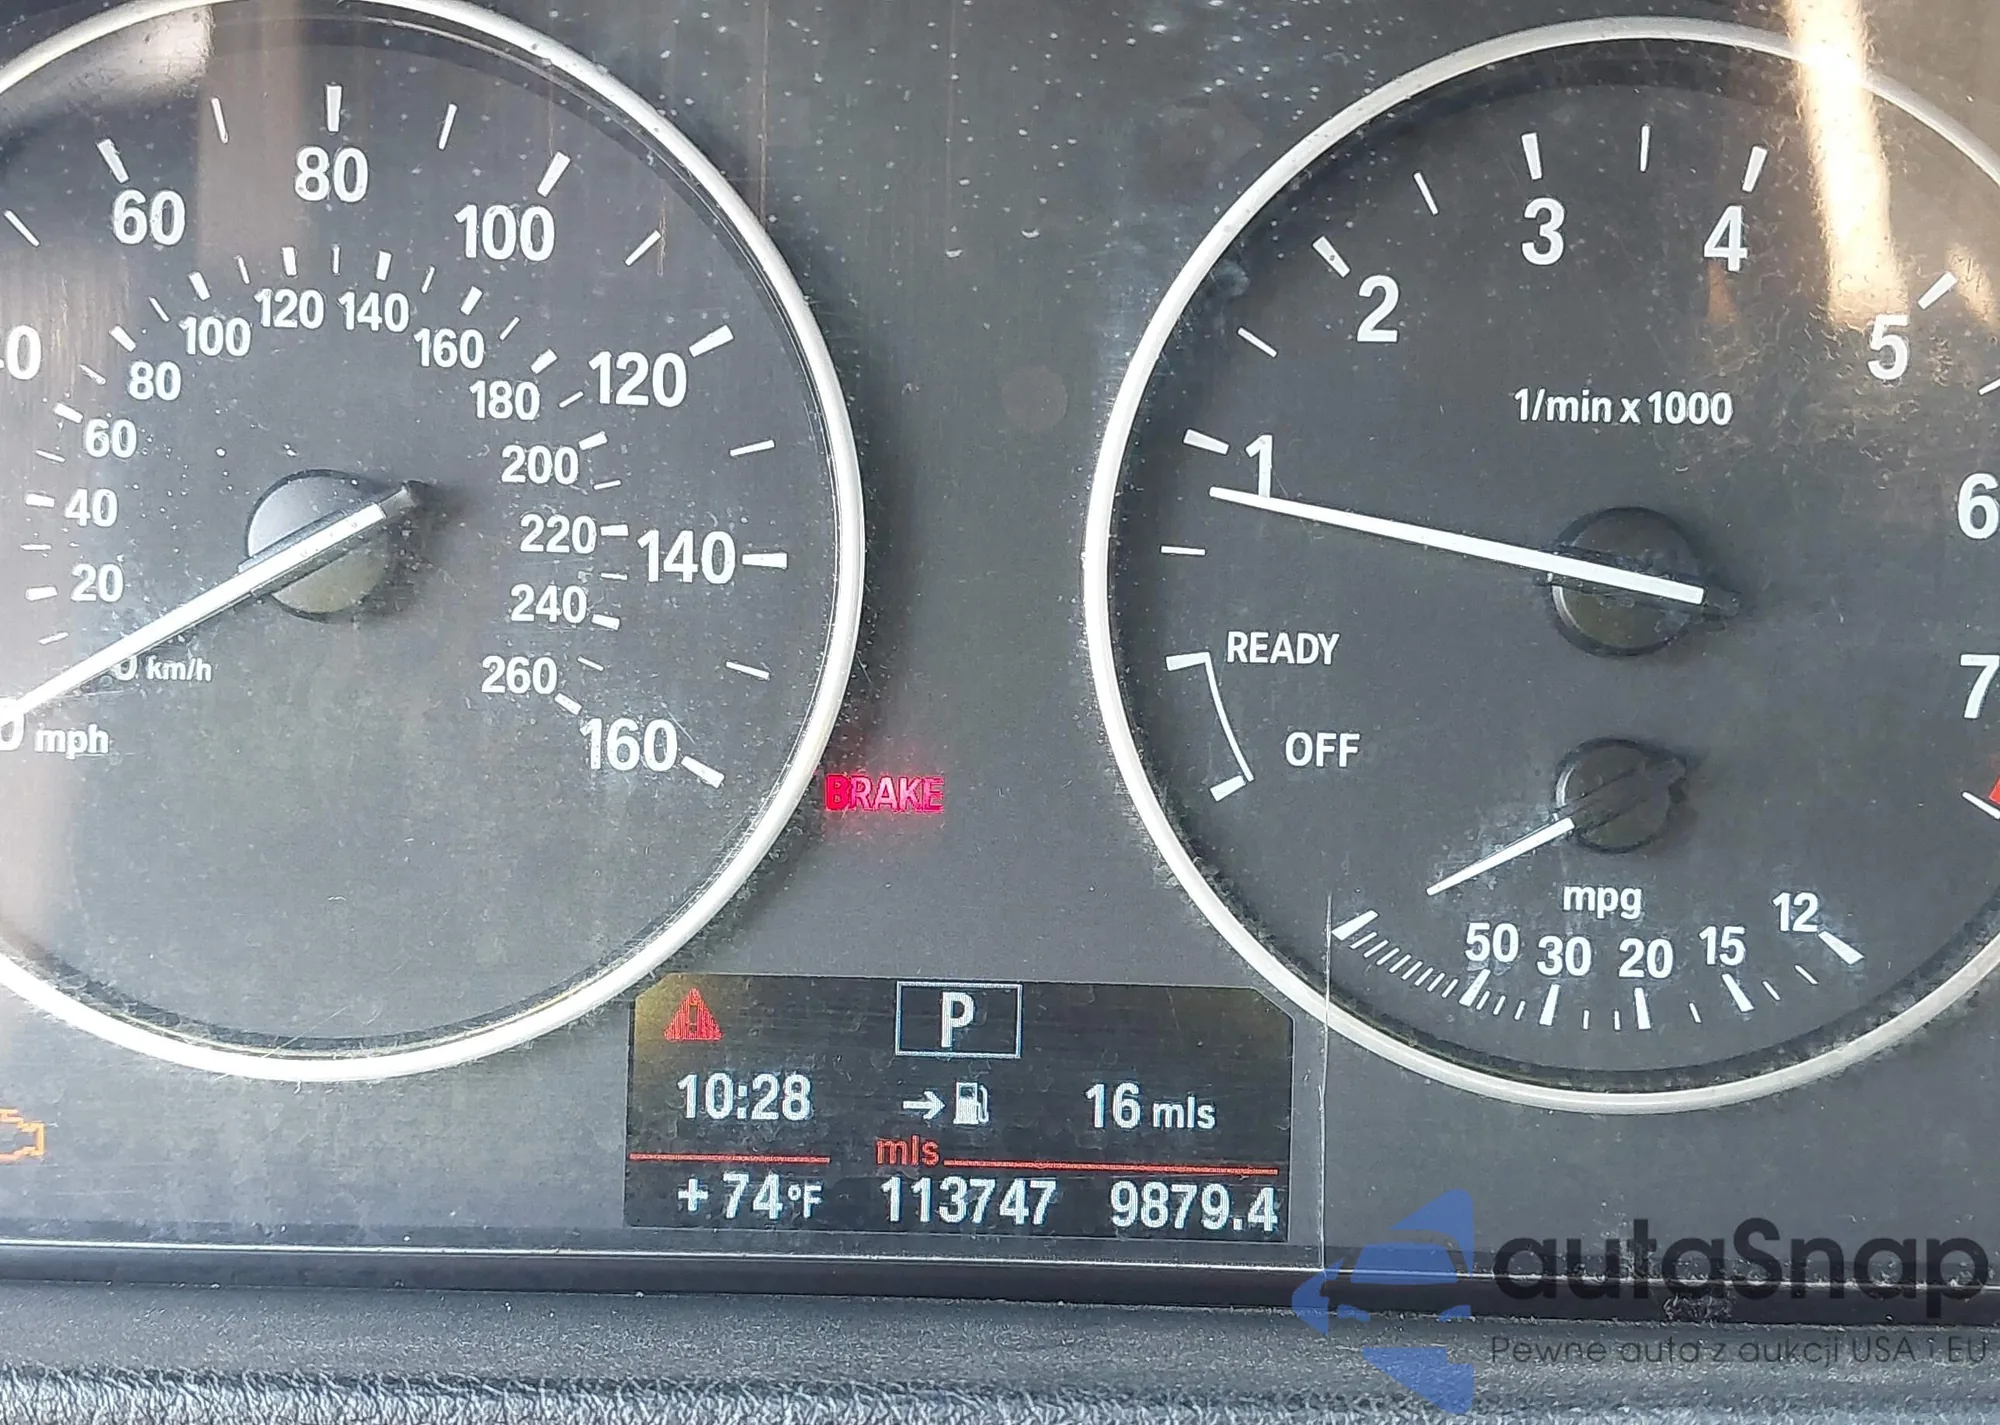 60
80
100
120
140
160
mph
0 km/h
20
40
60
80
100
120
140
160
180
200
220
240
260
BRAKE
1
2
3
4
5
6
7
1/min x 1000
READY
OFF
mpg
50 30 20 15 12
P
10:28
16 mls
mls
+74°F 113747 9879.4
autaSnap
Pewne auta z aukcji USA i EU